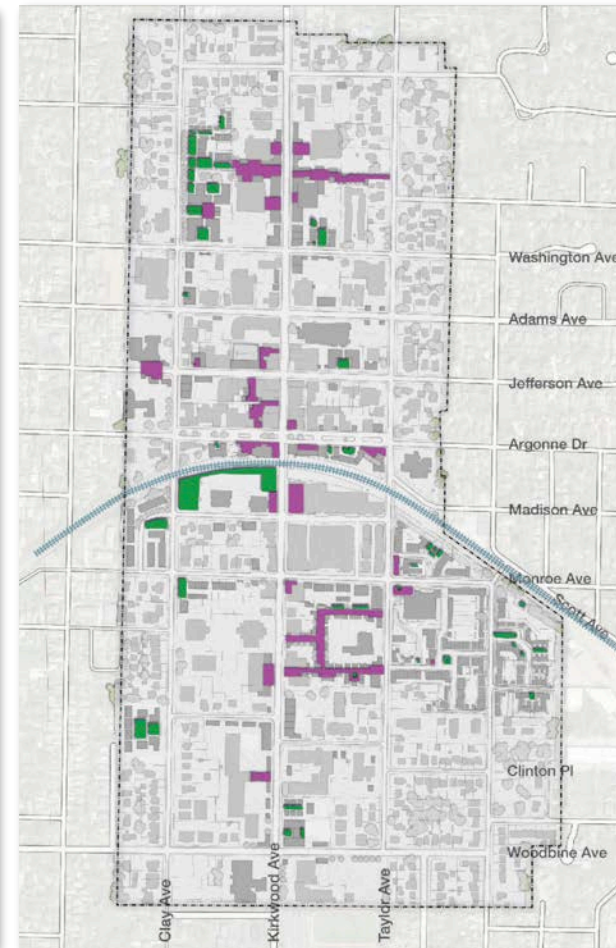 Washington Ave
Adams Ave
Jefferson Ave
Argonne Dr
Madison Ave
Monroe Ave
Scott Ave
Clinton Pl
Woodbine Ave
Clay Ave
Kirkwood Ave
Taylor Ave